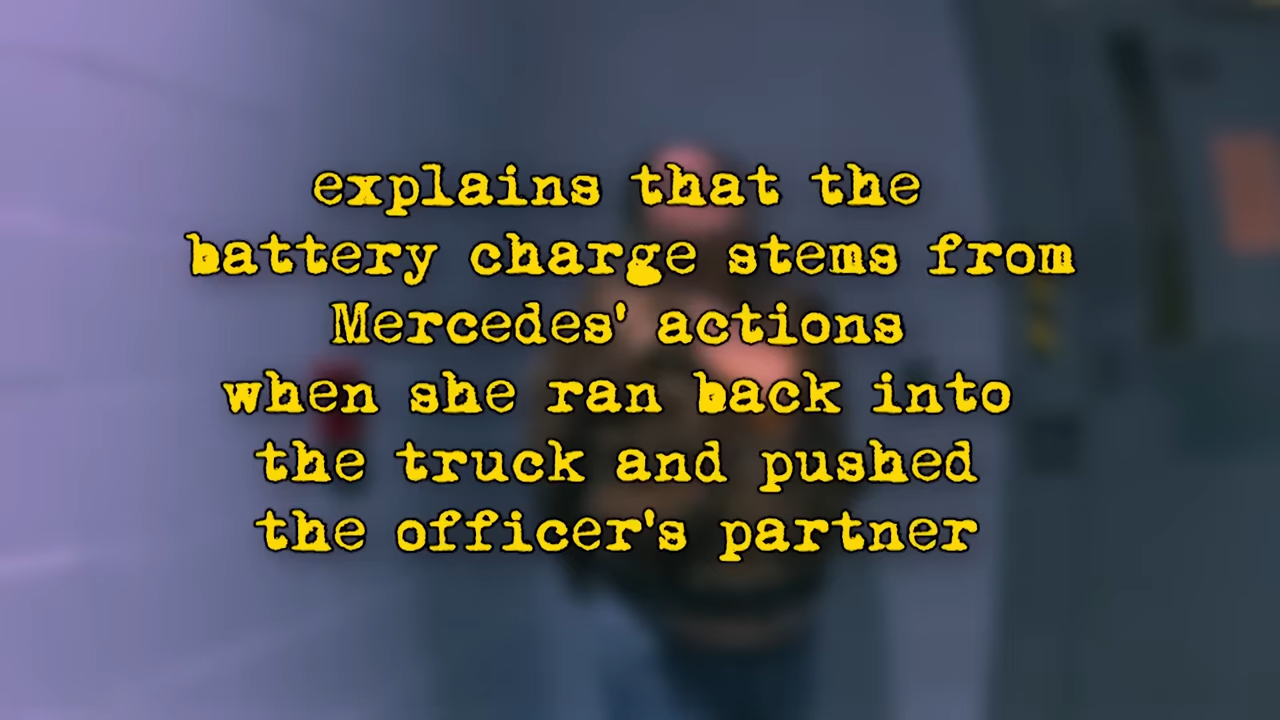 explains that the
battery charge stems from
Mercedes' actions
when she ran back into
the truck and pushed
the officer's partner